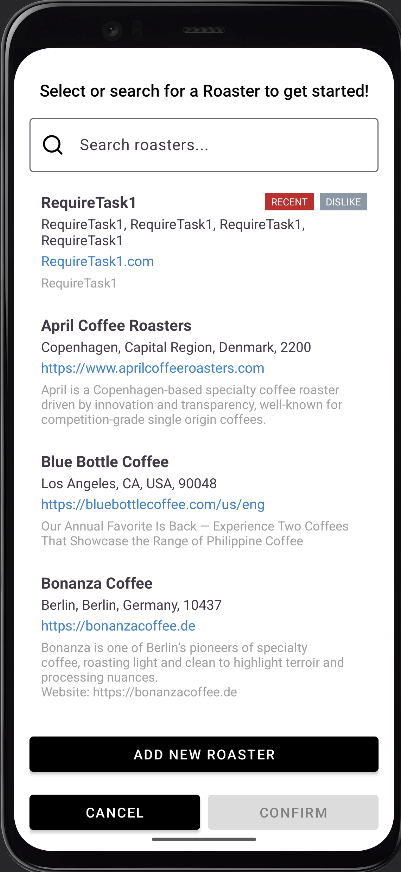 Select or search for a Roaster to get started!
Search roasters...
RequireTask1
RECENT
DISLIKE
RequireTask1, RequireTask1, RequireTask1,
RequireTask1
RequireTask1.com
RequireTask1
April Coffee Roasters
Copenhagen, Capital Region, Denmark, 2200
https://www.aprilcoffeeroasters.com
April is a Copenhagen-based specialty coffee roaster
driven by innovation and transparency, well-known for
competition-grade single origin coffees.
Blue Bottle Coffee
Los Angeles, CA, USA, 90048
https://bluebottlecoffee.com/us/eng
Our Annual Favorite Is Back — Experience Two Coffees
That Showcase the Range of Philippine Coffee
Bonanza Coffee
Berlin, Berlin, Germany, 10437
https://bonanzacoffee.de
Bonanza is one of Berlin's pioneers of specialty
coffee, roasting light and clean to highlight terroir and
processing nuances.
Website: https://bonanzacoffee.de
ADD NEW ROASTER
CANCEL
CONFIRM